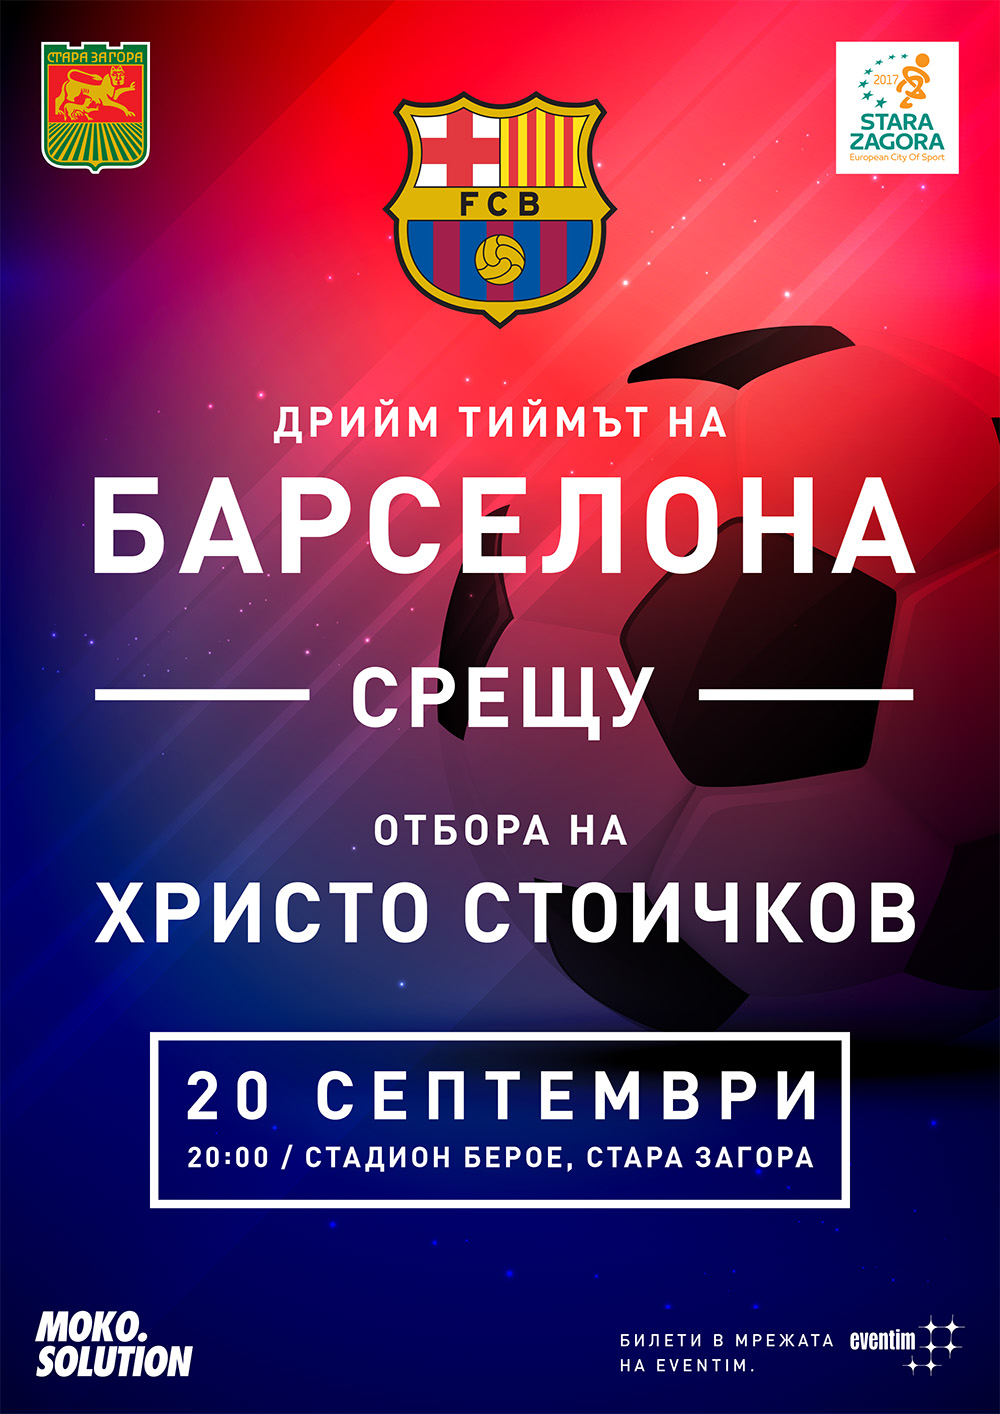 СТАРА ЗАГОРА
2017
STARA
ZAGORA
European City Of Sport
FCB
ДРИЙМ ТИЙМЪТ НА
БАРСЕЛОНА
СРЕЩУ
ОТБОРА НА
ХРИСТО СТОИЧКОВ
20 СЕПТЕМВРИ
20:00 / СТАДИОН БЕРОЕ, СТАРА ЗАГОРА
MOKO.
SOLUTION
БИЛЕТИ В МРЕЖАТА
НА EVENTIM.
eventim